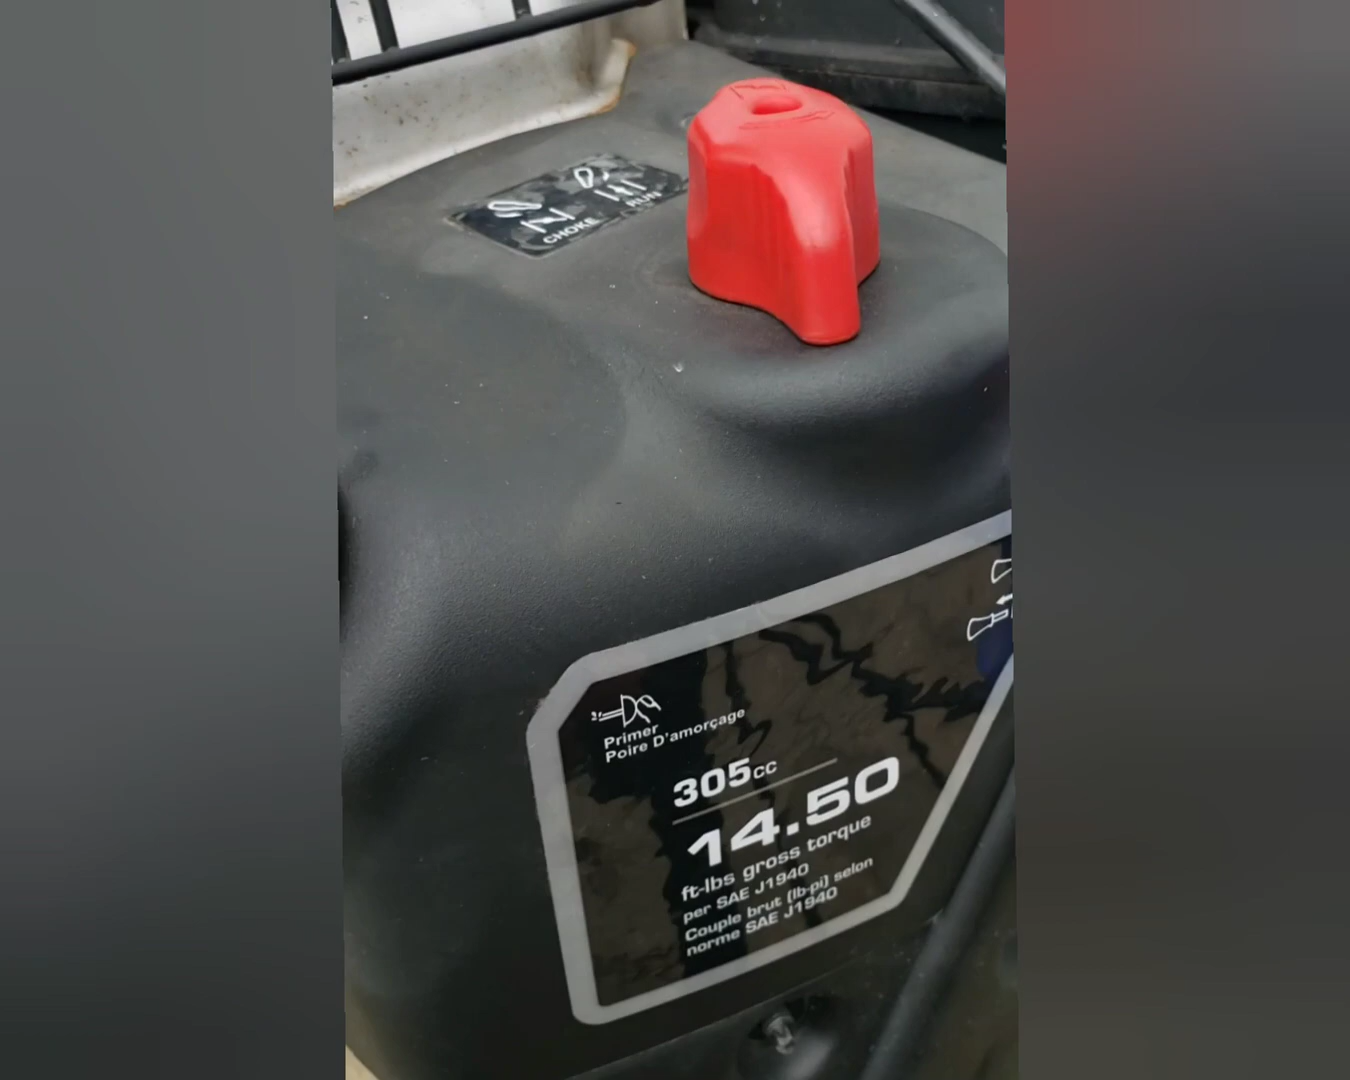 CHOKE
RUN
Primer
Poire D'amorçage
305cc
14.50
ft-lbs gross torque
per SAE J1940
Couple brut (lb-pi) selon
norme SAE J1940